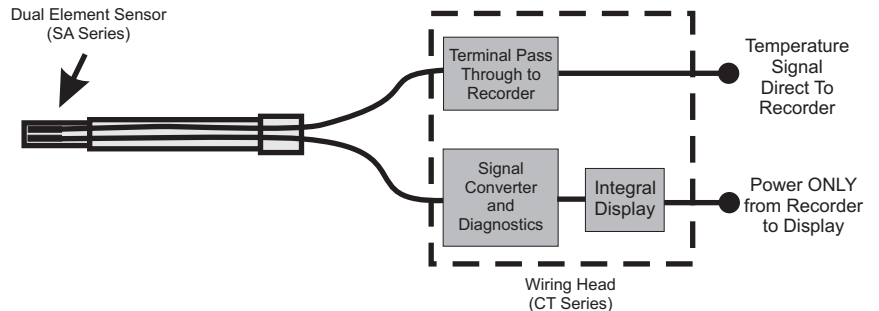 Dual Element Sensor
(SA Series)
Terminal Pass
Through to
Recorder
Temperature
Signal
Direct To
Recorder
Signal
Converter
and
Diagnostics
Integral
Display
Power ONLY
from Recorder
to Display
Wiring Head
(CT Series)